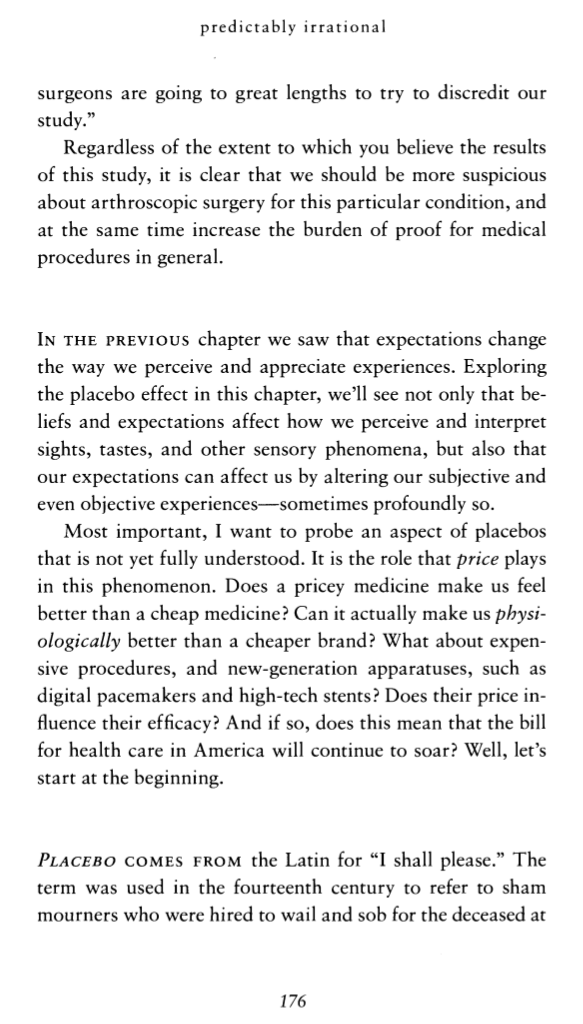 predictably irrational
surgeons are going to great lengths to try to discredit our
study.”
Regardless of the extent to which you believe the results
of this study, it is clear that we should be more suspicious
about arthroscopic surgery for this particular condition, and
at the same time increase the burden of proof for medical
procedures in general.
IN THE PREVIOUS chapter we saw that expectations change
the way we perceive and appreciate experiences. Exploring
the placebo effect in this chapter, we’ll see not only that be-
liefs and expectations affect how we perceive and interpret
sights, tastes, and other sensory phenomena, but also that
our expectations can affect us by altering our subjective and
even objective experiences—sometimes profoundly so.
Most important, I want to probe an aspect of placebos
that is not yet fully understood. It is the role that price plays
in this phenomenon. Does a pricey medicine make us feel
better than a cheap medicine? Can it actually make us physi-
ologically better than a cheaper brand? What about expen-
sive procedures, and new-generation apparatuses, such as
digital pacemakers and high-tech stents? Does their price in-
fluence their efficacy? And if so, does this mean that the bill
for health care in America will continue to soar? Well, let’s
start at the beginning.
PLACEBO COMES FROM the Latin for “I shall please.” The
term was used in the fourteenth century to refer to sham
mourners who were hired to wail and sob for the deceased at
176